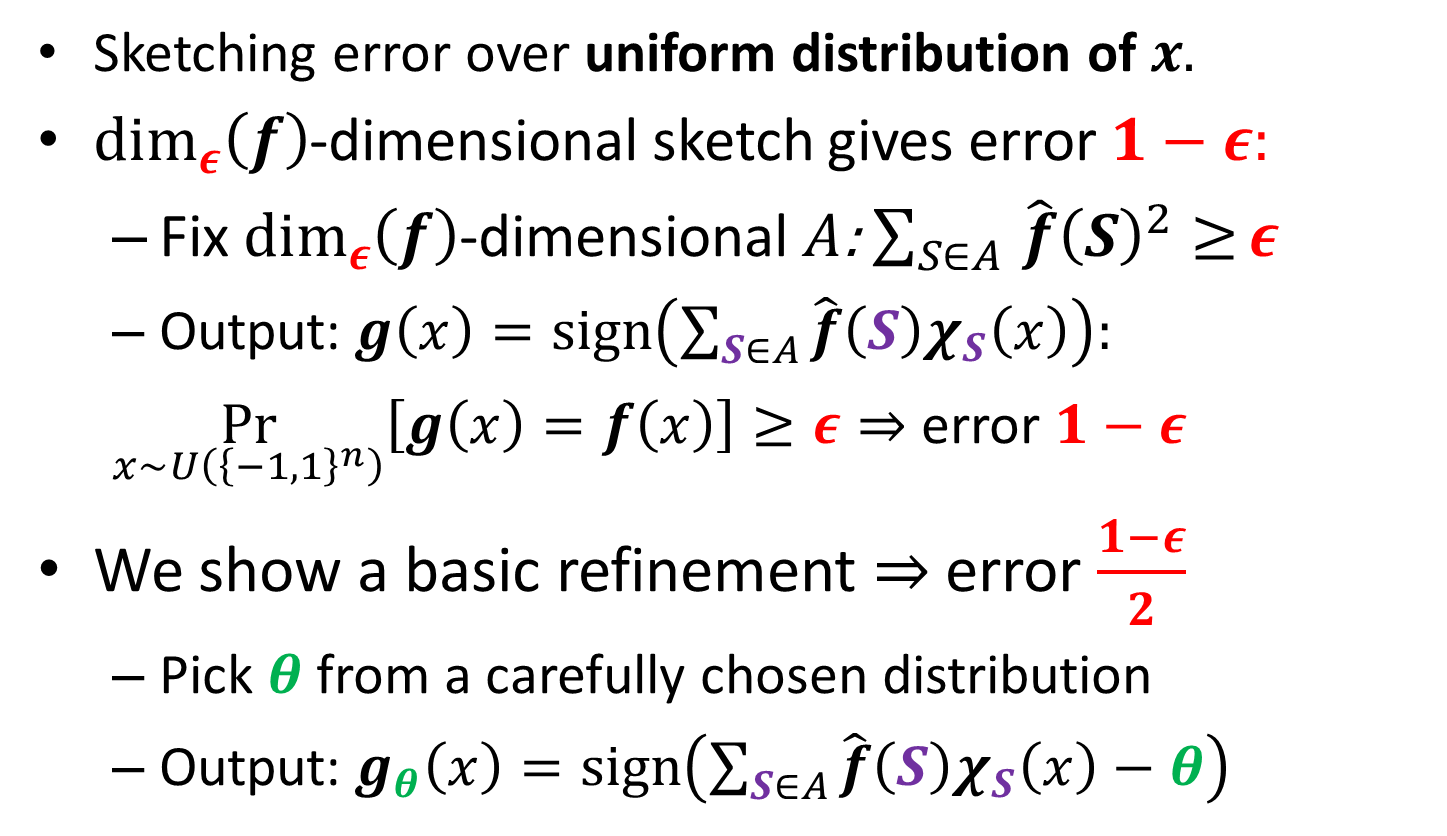 • Sketching error over uniform distribution of x.
• dim_ϵ(f)-dimensional sketch gives error 1 − ϵ:
– Fix dim_ϵ(f)-dimensional A: ∑_{S∈A} f̂(S)² ≥ ϵ
– Output: g(x) = sign(∑_{S∈A} f̂(S)χ_S(x)):
Pr_{x~U({−1,1}ⁿ)}[g(x) = f(x)] ≥ ϵ ⇒ error 1 − ϵ
• We show a basic refinement ⇒ error \frac{1−ϵ}{2}
– Pick θ from a carefully chosen distribution
– Output: g_θ(x) = sign(∑_{S∈A} f̂(S)χ_S(x) − θ)